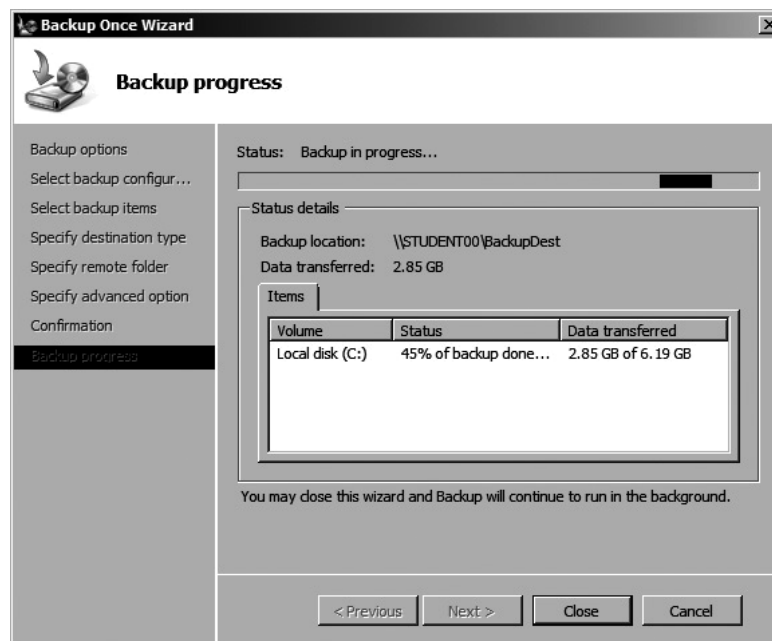 Backup Once Wizard
Backup progress
Backup options
Select backup configur...
Select backup items
Specify destination type
Specify remote folder
Specify advanced option
Confirmation
Backup progress
Status: Backup in progress...
Status details
Backup location: \\STUDENT00\BackupDest
Data transferred: 2.85 GB
Items
Volume Status Data transferred
Local disk (C:) 45% of backup done... 2.85 GB of 6.19 GB
You may close this wizard and Backup will continue to run in the background.
< Previous Next > Close Cancel